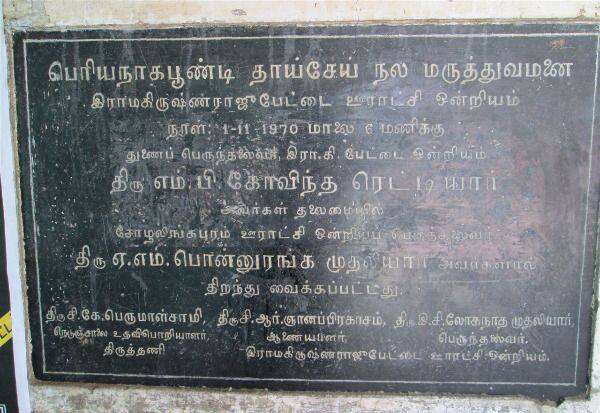 பெரியநாகபூண்டி தாய்சேய் நல மருத்துவமனை
இராமகிருஷ்ணராஜுபேட்டை ஊராட்சி ஒன்றியம்
நாள்: 1-11-1970 மாலை 6 மணிக்கு
துணைப் பெருந்தலைவர், இரா.கி. பேட்டை ஒன்றியம்
திரு எம்.பி.கோவிந்த ரெட்டியார்
அவர்கள் தலைமையில்
சோழலிங்கபுரம் ஊராட்சி ஒன்றியப் பெருந்தலைவர்
திரு ஏ.எம்.பொன்னுரங்க முதலியார் அவர்களால்
திறந்து வைக்கப்பட்டது.
திரு.சி.கே.பெருமாள்சாமி, திரு.சி.ஆர்.ஞானப்பிரகாசம், திரு.இ.சி.லோகநாத முதலியார்,
நெடுஞ்சாலை உதவிபொறியாளர், ஆணையாளர், பெருந்தலைவர்.
திருத்தணி இராமகிருஷ்ணராஜுபேட்டை ஊராட்சி ஒன்றியம்.